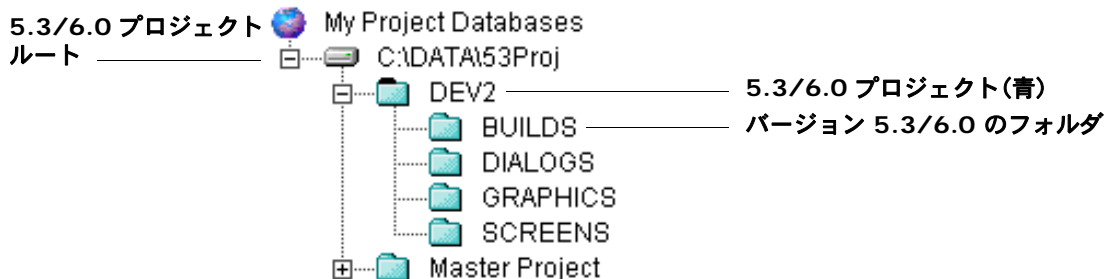 5.3/6.0 プロジェクト
ルート
My Project Databases
C:\DATA\53Proj
DEV2
5.3/6.0 プロジェクト(青)
BUILDS
バージョン 5.3/6.0 のフォルダ
DIALOGS
GRAPHICS
SCREENS
Master Project